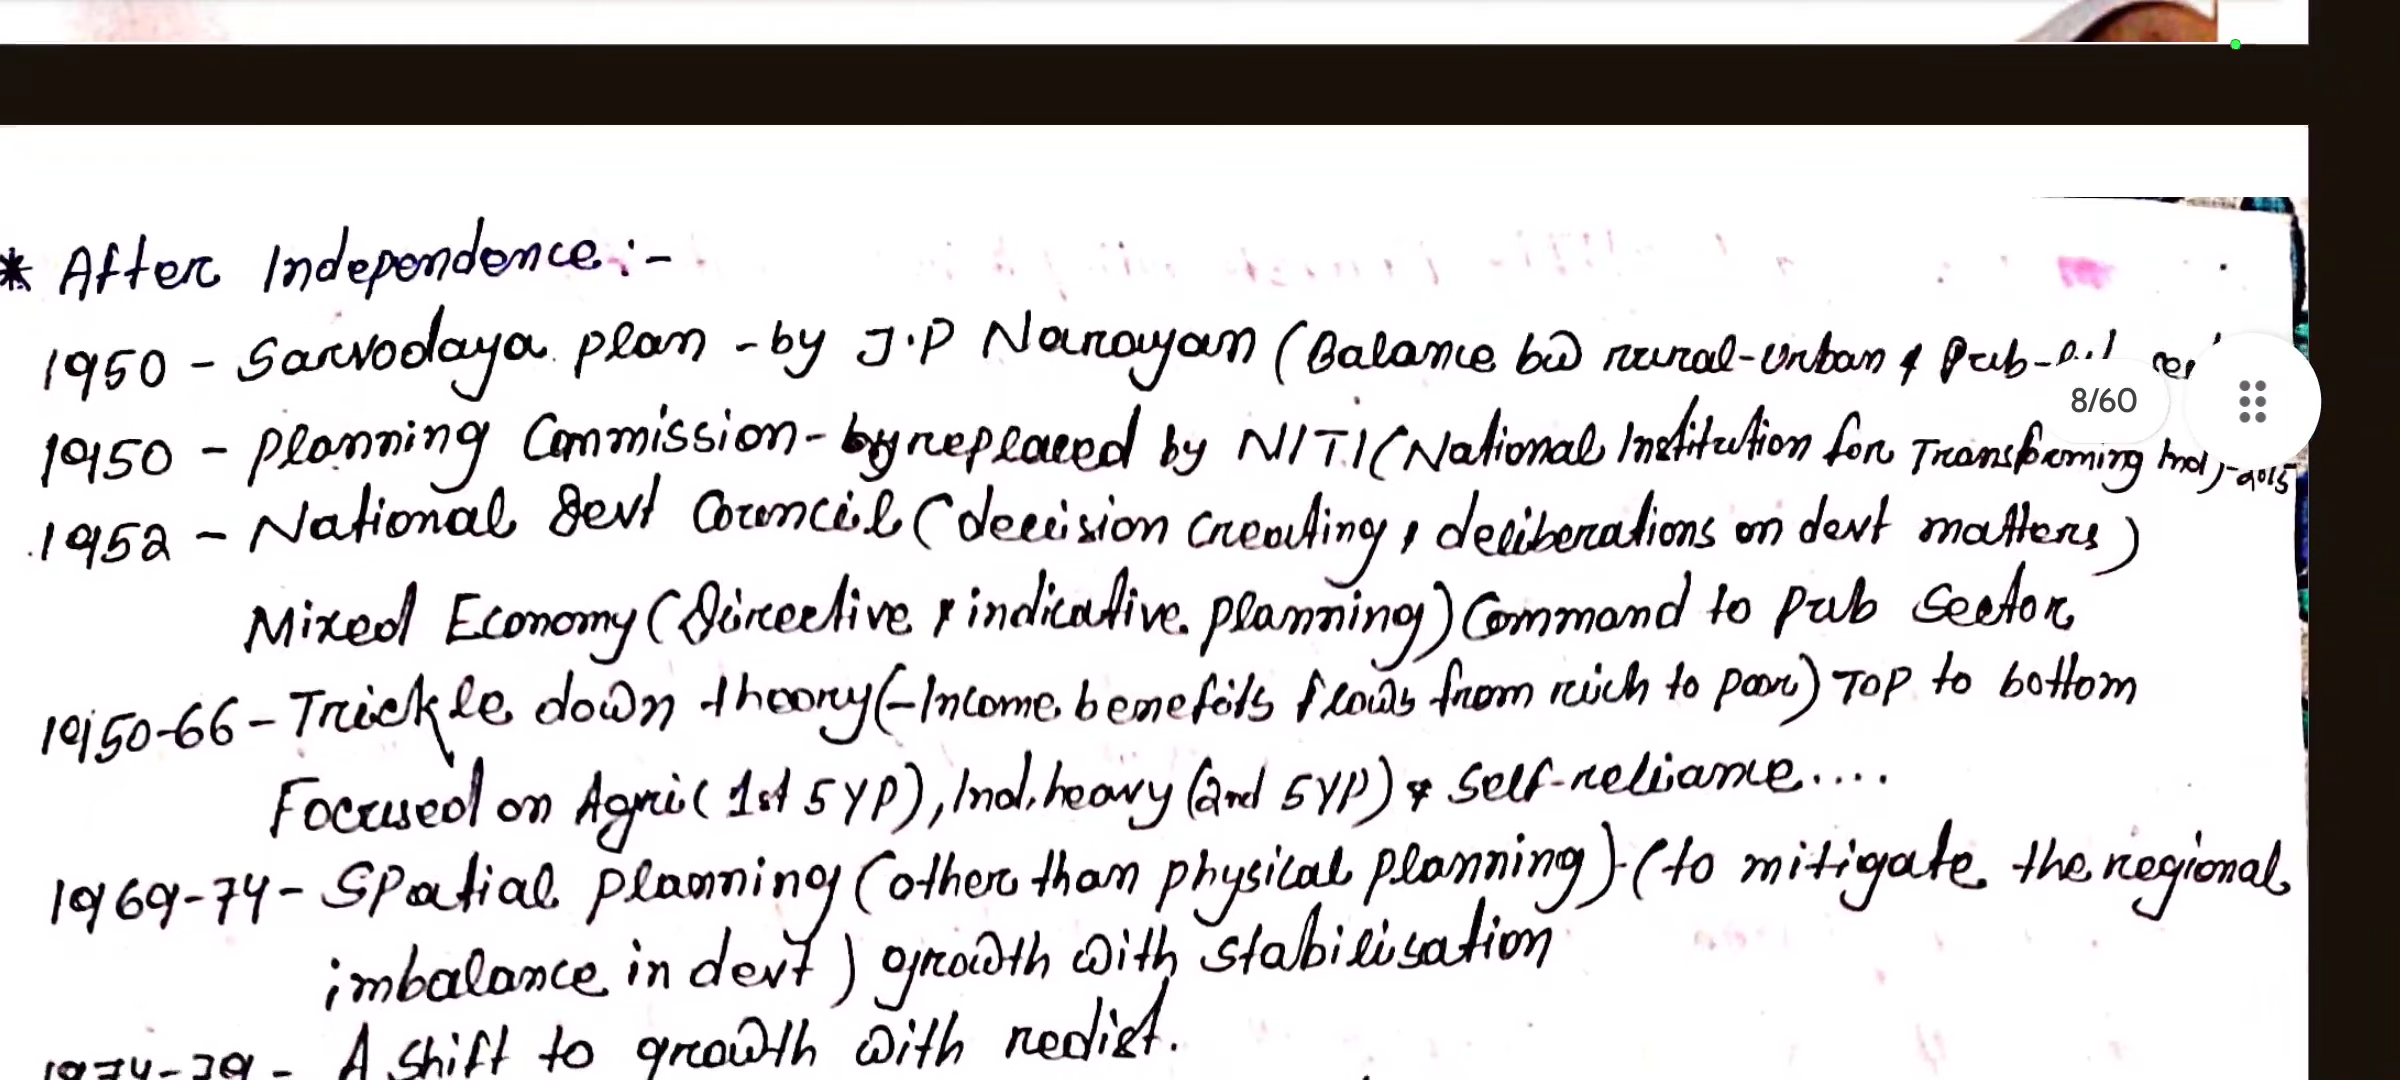 * After Independence:-
1950 - Sarvodaya plan - by J.P Narayan (Balance bw rural-urban & Pub-
8/60
1950 - planning Commission - by replaced by NITI (National Institution for Transforming Ind)-2015
1952 - National Devt Council (decision creating, deliberations on devt matters)
Mixed Economy (Directive & indicative planning) Command to Pub Sector
1950-66 - Trickle down theory (-Income benefits flows from rich to poor) TOP to bottom
Focused on Agri (1st 5YP), Ind. heavy (2nd 5YP) & Self-reliance....
1969-74 - Spatial planning (other than physical planning) - (to mitigate the regional
imbalance in devt) growth with stabilisation
1974-79 - A shift to growth with redist.